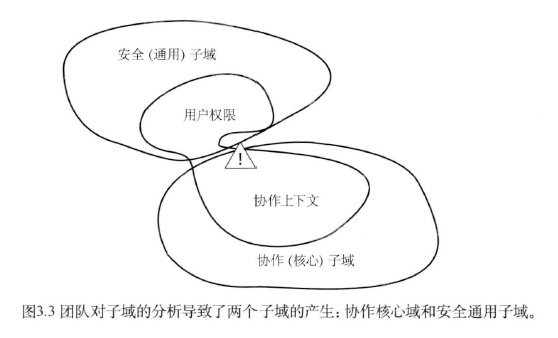 安全 (通用) 子域
用户权限
!
协作上下文
协作 (核心) 子域
图3.3 团队对子域的分析导致了两个子域的产生：协作核心域和安全通用子域。